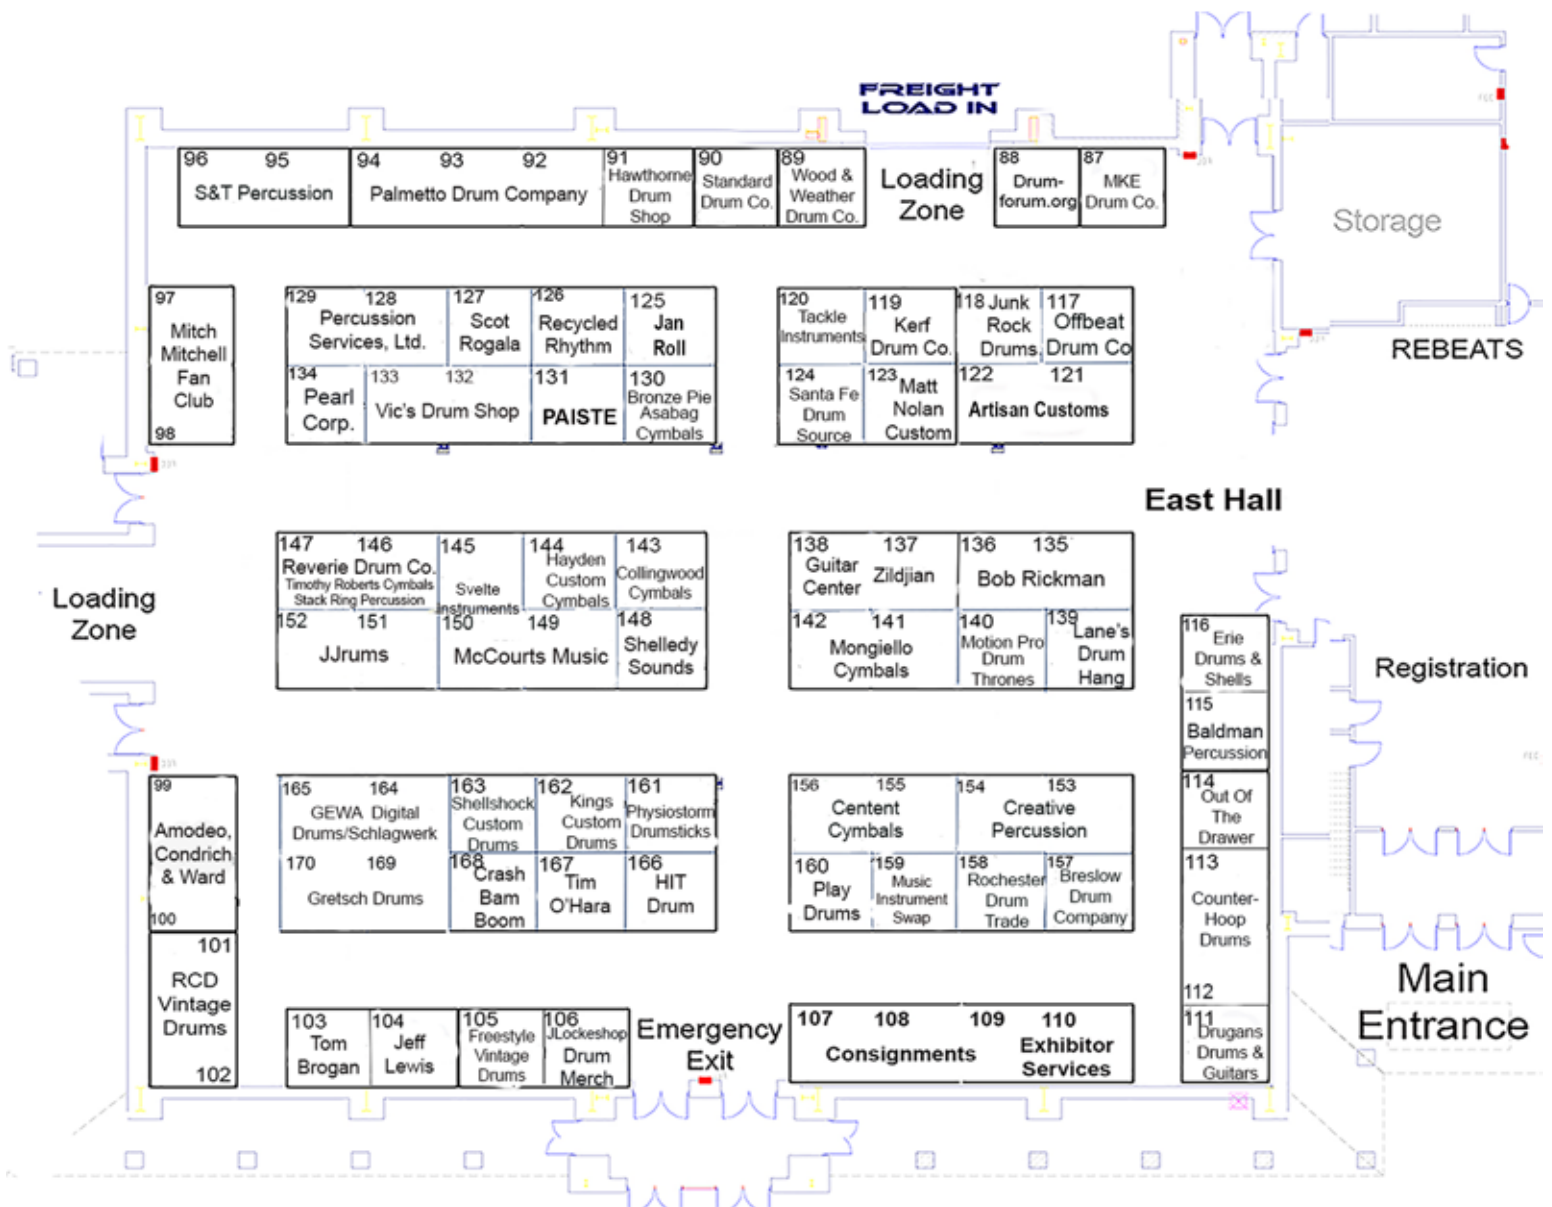 FREIGHT
LOAD IN
96 95
S&T Percussion
94 93 92
Palmetto Drum Company
91
Hawthorne
Drum
Shop
90
Standard
Drum Co.
89
Wood &
Weather
Drum Co.
Loading
Zone
88
Drum-
forum.org
87
MKE
Drum Co.
Storage
REBEATS
97
Mitch
Mitchell
Fan
Club
98
129 128
Percussion
Services, Ltd.
127
Scot
Rogala
126
Recycled
Rhythm
125
Jan
Roll
134
Pearl
Corp.
133 132
Vic's Drum Shop
131
PAISTE
130
Bronze Pie
Asabag
Cymbals
120
Tackle
Instruments
119
Kerf
Drum Co.
118 Junk
Rock
Drums
117
Offbeat
Drum Co
124
Santa Fe
Drum
Source
123
Matt
Nolan
Custom
122 121
Artisan Customs
East Hall
Loading
Zone
147 146
Reverie Drum Co.
Timothy Roberts Cymbals
Stack Ring Percussion
145
Svelte
Instruments
144
Hayden
Custom
Cymbals
143
Collingwood
Cymbals
152 151
JJrums
150 149
McCourts Music
148
Shelledy
Sounds
138
Guitar
Center
137
Zildjian
136 135
Bob Rickman
142 141
Mongiello
Cymbals
140
Motion Pro
Drum
Thrones
139
Lane's
Drum
Hang
116
Erie
Drums &
Shells
115
Baldman
Percussion
114
Out Of
The
Drawer
113
Counter-
Hoop
Drums
112
111
Drugans
Drums &
Guitars
Registration
Main
Entrance
99
Amodeo,
Condrich
& Ward
100
101
RCD
Vintage
Drums
102
165 164
GEWA Digital
Drums/Schlagwerk
163
Shellshock
Custom
Drums
162
Kings
Custom
Drums
161
Physiostorm
Drumsticks
170 169
Gretsch Drums
168
Crash
Bam
Boom
167
Tim
O'Hara
166
HIT
Drum
156 155
Centent
Cymbals
154 153
Creative
Percussion
160
Play
Drums
159
Music
Instrument
Swap
158
Rochester
Drum
Trade
157
Breslow
Drum
Company
103
Tom
Brogan
104
Jeff
Lewis
105
Freestyle
Vintage
Drums
106
JLockeshop
Drum
Merch
Emergency
Exit
107 108 109 110
Consignments
Exhibitor
Services